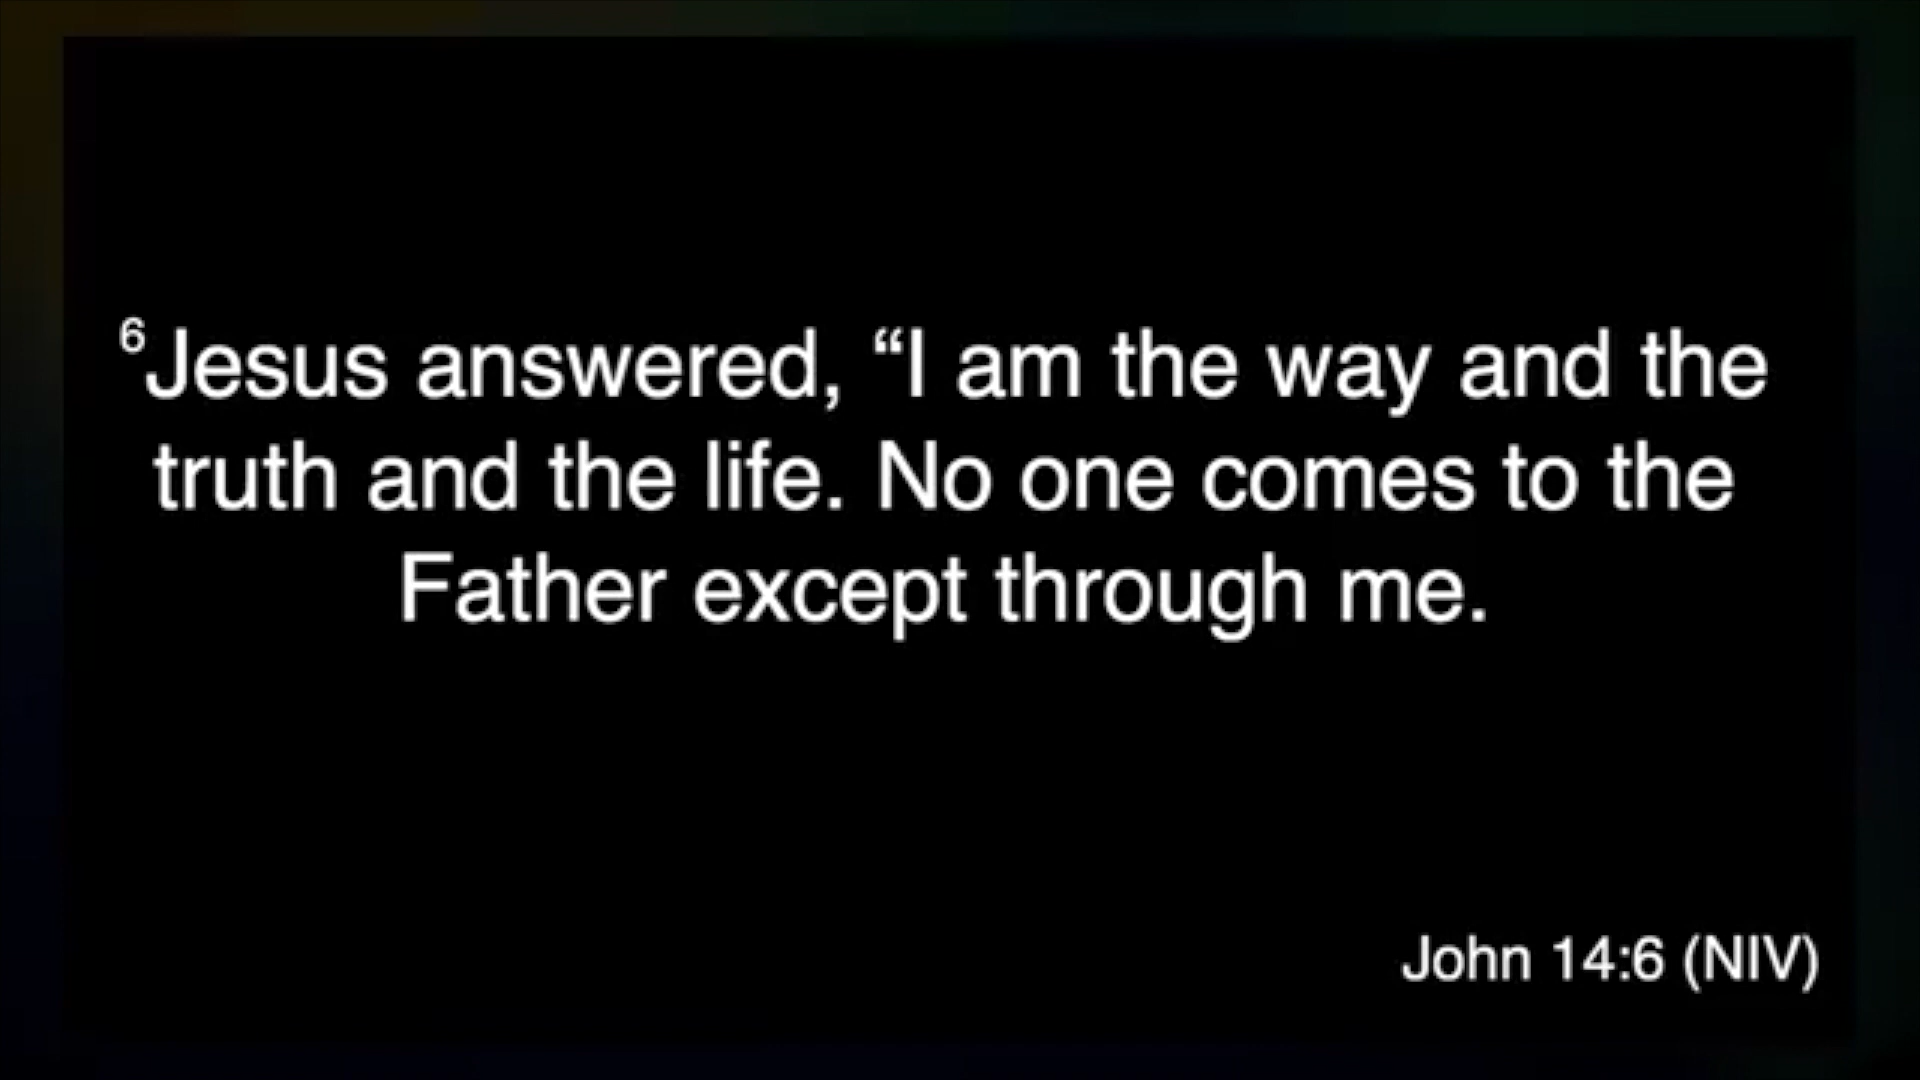 ⁶Jesus answered, “I am the way and the
truth and the life. No one comes to the
Father except through me.
John 14:6 (NIV)